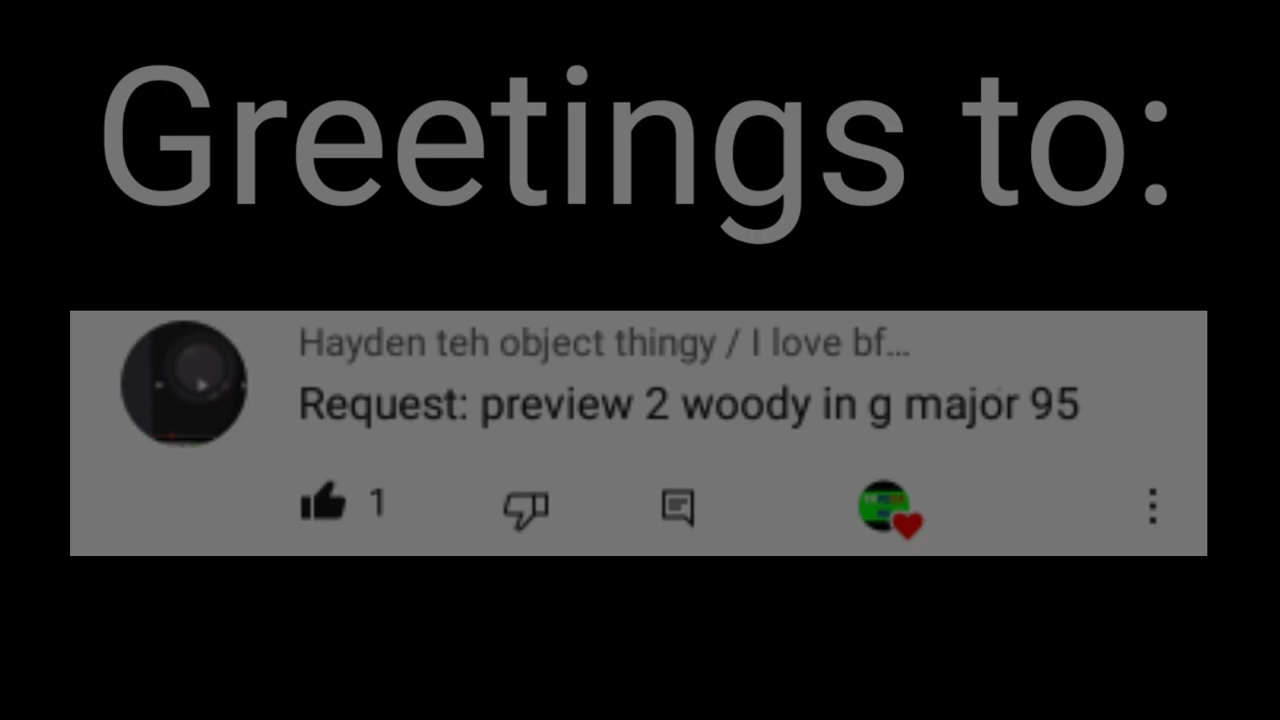 Greetings to:
Hayden teh object thingy / I love bf...
Request: preview 2 woody in g major 95
1